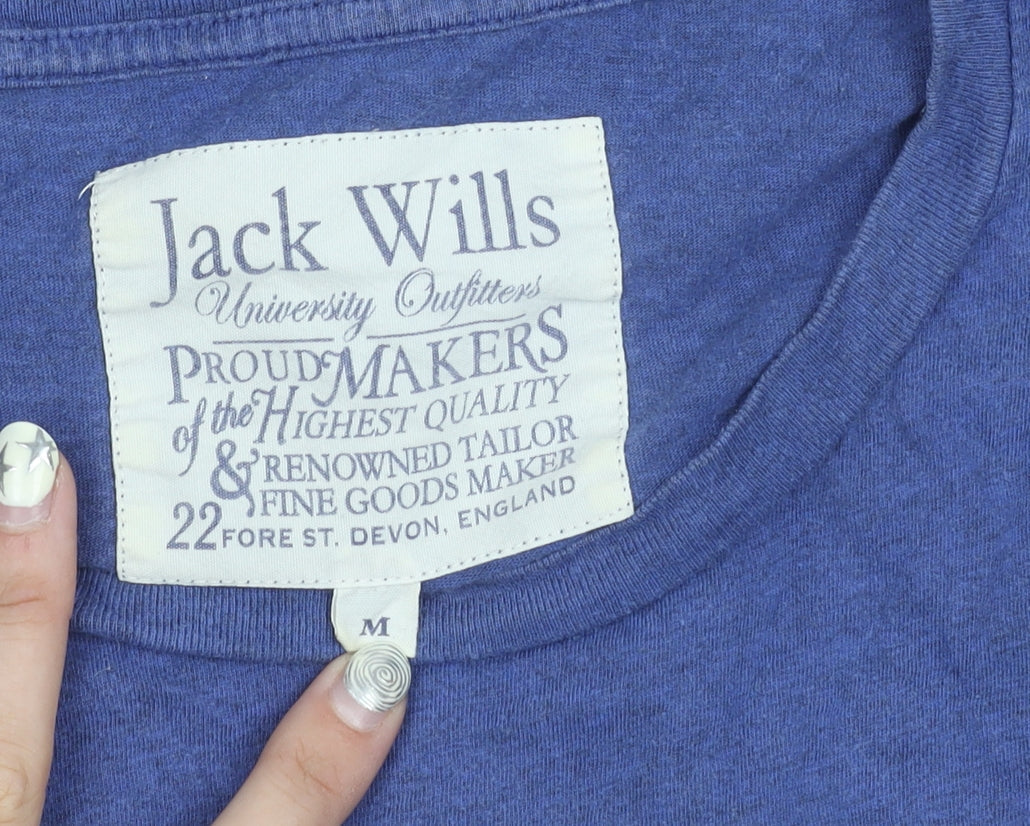 Jack Wills
University Outfitters
PROUD MAKERS
of the HIGHEST QUALITY
& RENOWNED TAILOR
FINE GOODS MAKER
22 FORE ST. DEVON, ENGLAND
M